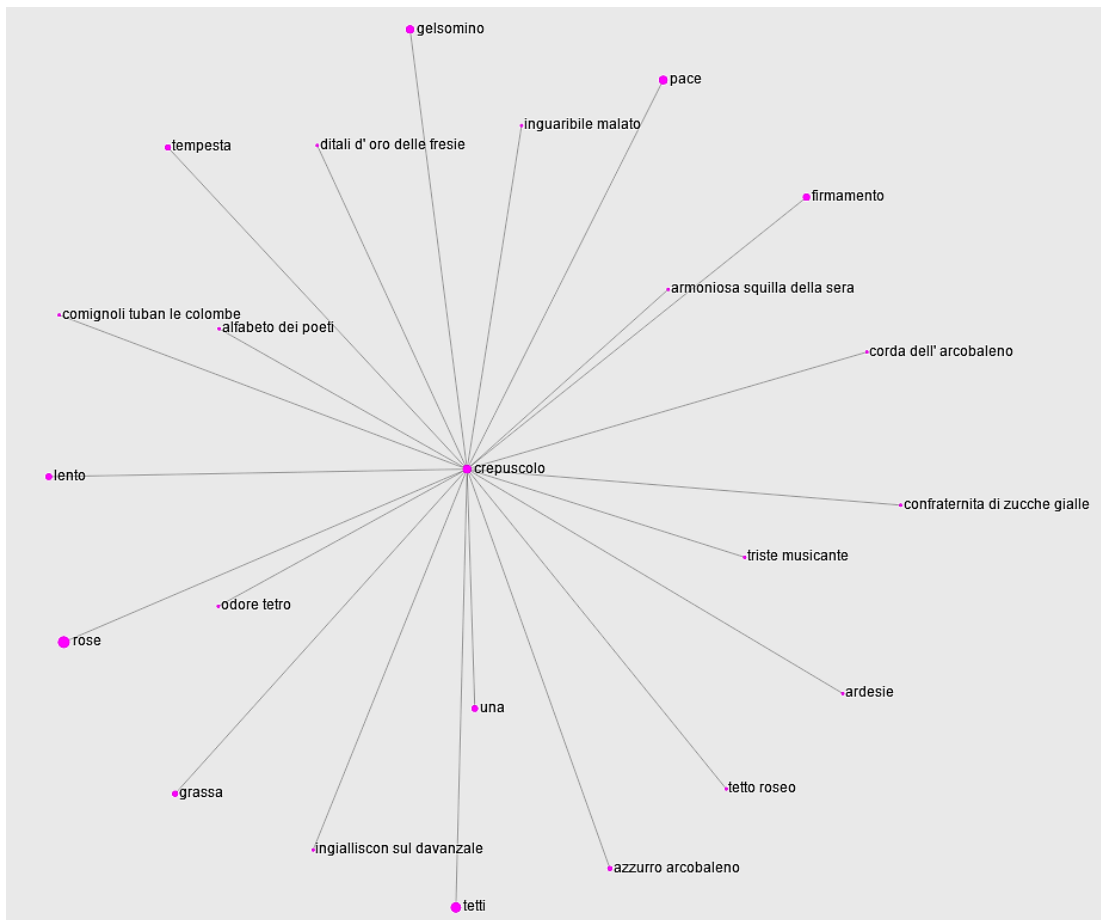 gelsomino
pace
inguaribile malato
tempesta
ditali d' oro delle fresie
firmamento
armoniosa squilla della sera
comignoli tuban le colombe
alfabeto dei poeti
corda dell' arcobaleno
crepuscolo
lento
confraternita di zucche gialle
triste musicante
odore tetro
rose
ardesie
una
tetto roseo
grassa
ingialliscon sul davanzale
azzurro arcobaleno
tetti